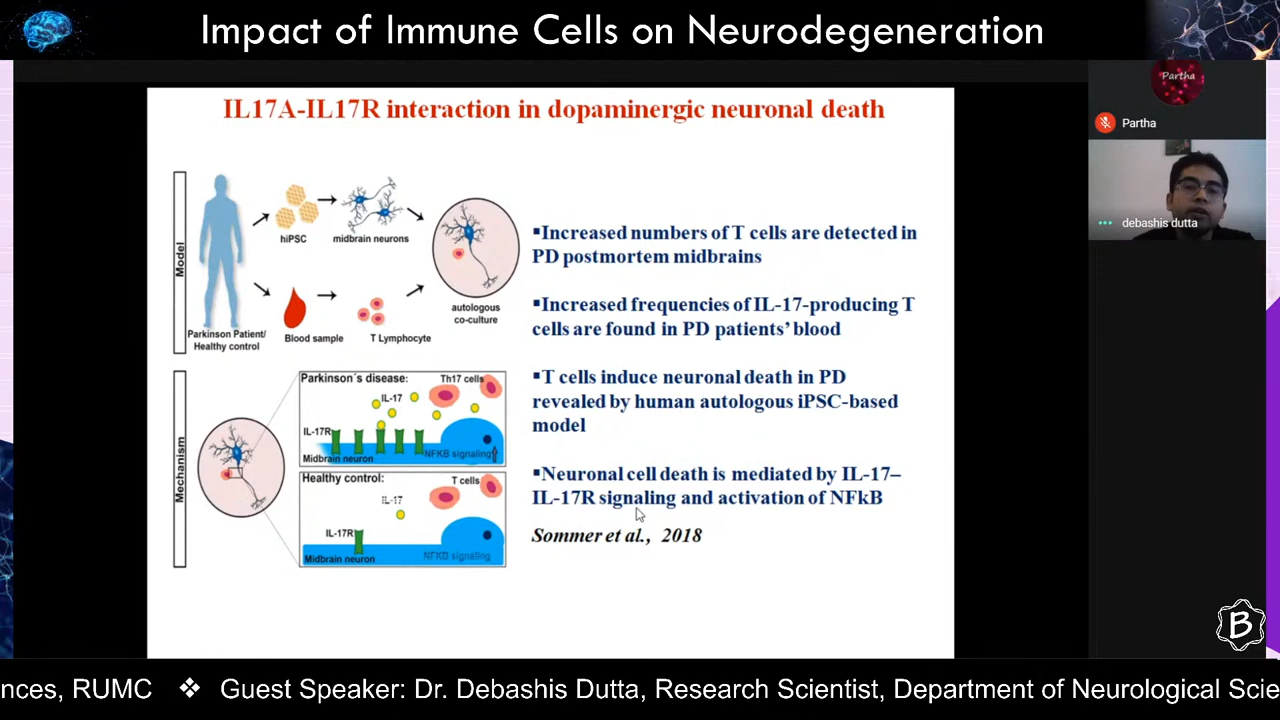 Impact of Immune Cells on Neurodegeneration
IL17A-IL17R interaction in dopaminergic neuronal death
Partha
Partha
debashis dutta
Model
hiPSC
midbrain neurons
autologous
co-culture
Parkinson Patient/
Healthy control
Blood sample
T Lymphocyte
▪Increased numbers of T cells are detected in
PD postmortem midbrains
▪Increased frequencies of IL-17-producing T
cells are found in PD patients’ blood
▪T cells induce neuronal death in PD
revealed by human autologous iPSC-based
model
▪Neuronal cell death is mediated by IL-17–
IL-17R signaling and activation of NFkB
Sommer et al., 2018
Mechanism
Parkinson´s disease:
Th17 cells
IL-17
IL-17R
NFKB signaling
Midbrain neuron
Healthy control:
T cells
IL-17
IL-17R
NFKB signaling
Midbrain neuron
B
nces, RUMC ❖ Guest Speaker: Dr. Debashis Dutta, Research Scientist, Department of Neurological Scie